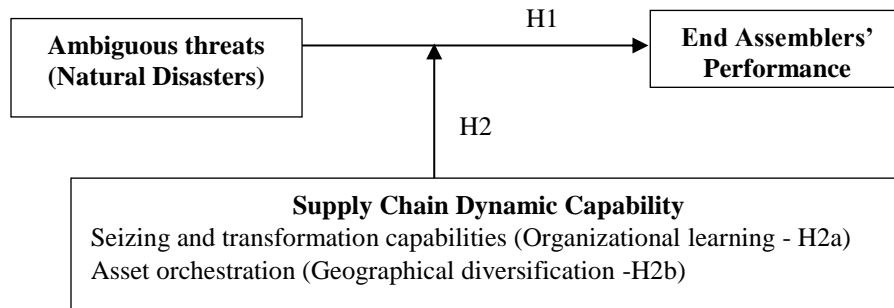 H1
Ambiguous threats
(Natural Disasters)
End Assemblers’
Performance
H2
Supply Chain Dynamic Capability
Seizing and transformation capabilities (Organizational learning - H2a)
Asset orchestration (Geographical diversification -H2b)